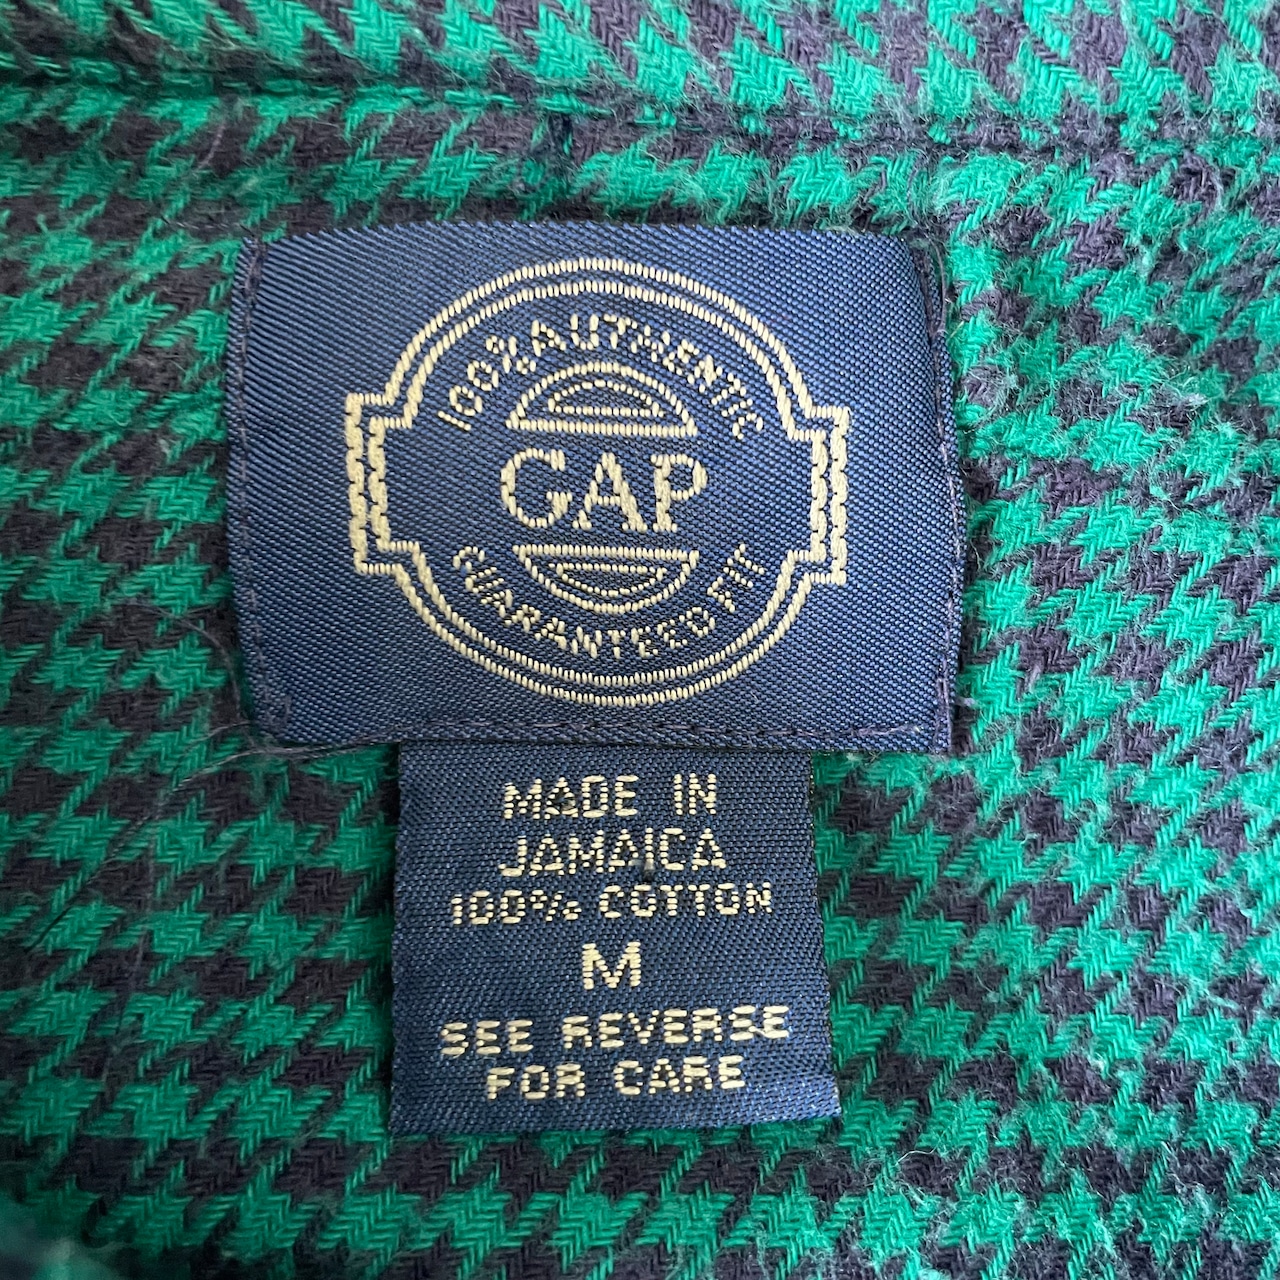 100% AUTHENTIC
GAP
GUARANTEED FIT
MADE IN
JAMAICA
100% COTTON
M
SEE REVERSE
FOR CARE